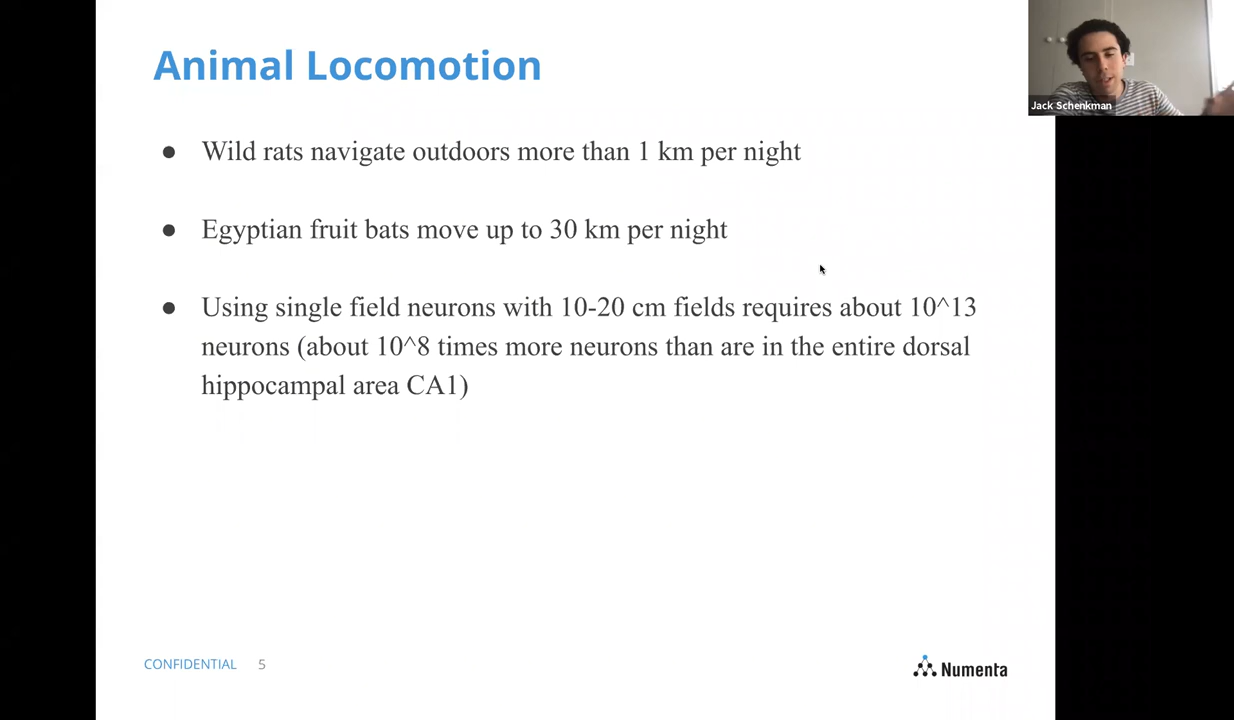 Animal Locomotion
Jack Schenkman
● Wild rats navigate outdoors more than 1 km per night
● Egyptian fruit bats move up to 30 km per night
● Using single field neurons with 10-20 cm fields requires about 10^13
neurons (about 10^8 times more neurons than are in the entire dorsal
hippocampal area CA1)
CONFIDENTIAL 5
Numenta